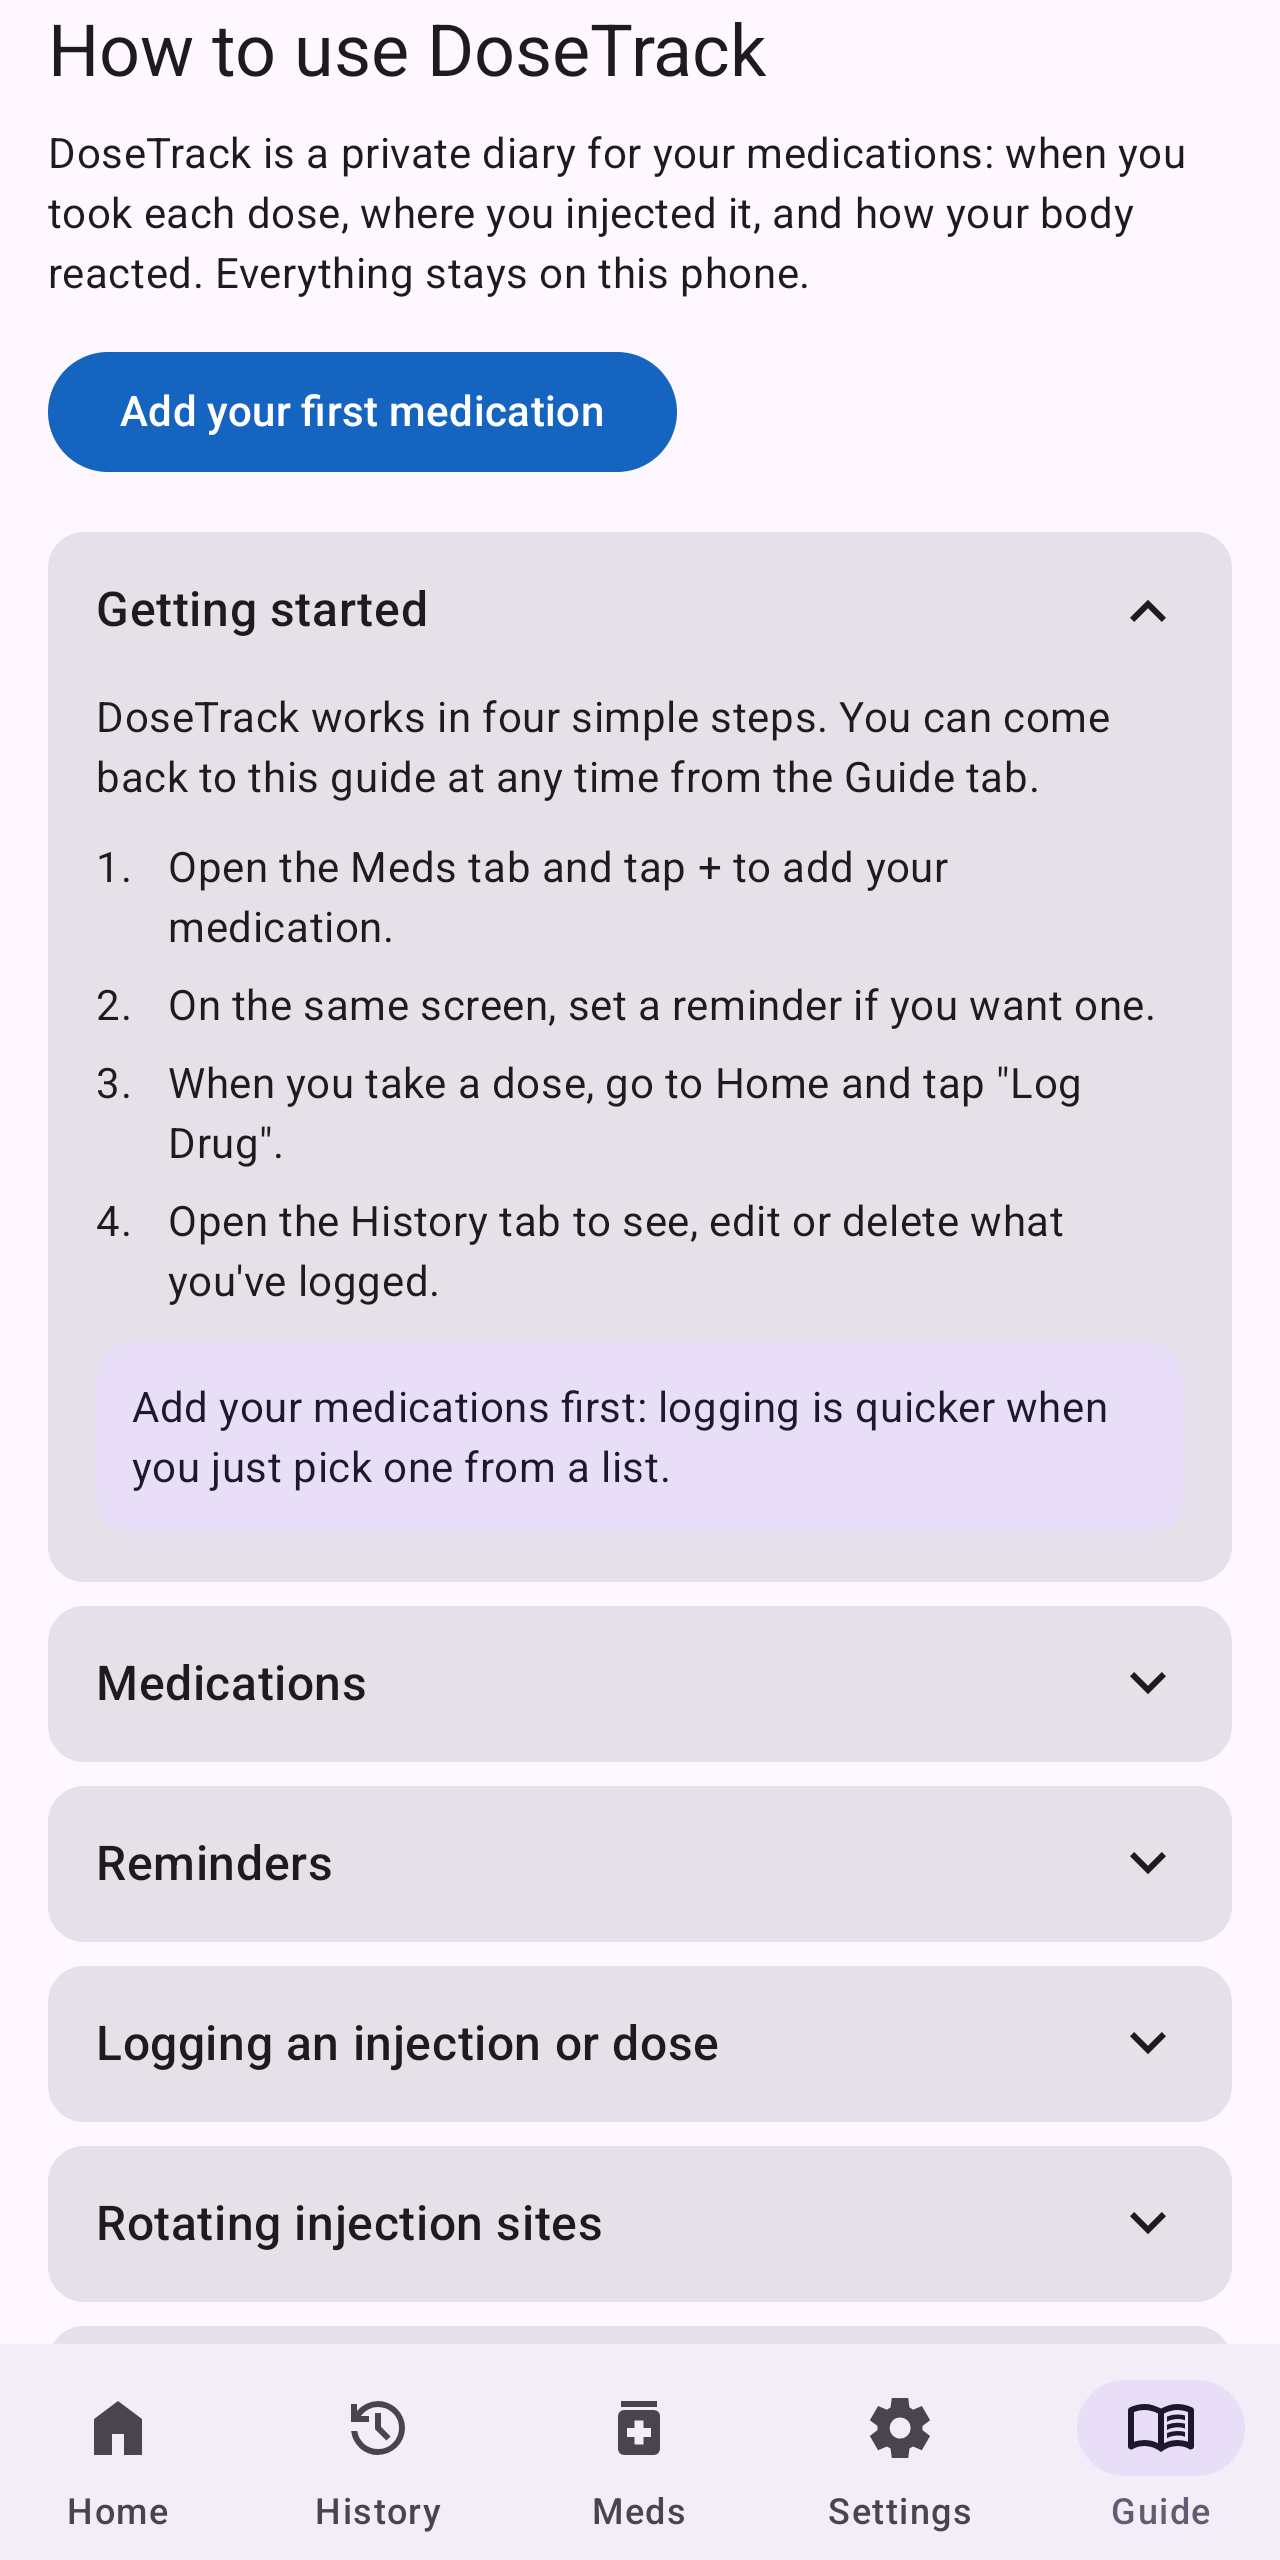 How to use DoseTrack
DoseTrack is a private diary for your medications: when you
took each dose, where you injected it, and how your body
reacted. Everything stays on this phone.
Add your first medication
Getting started
DoseTrack works in four simple steps. You can come
back to this guide at any time from the Guide tab.
1. Open the Meds tab and tap + to add your
medication.
2. On the same screen, set a reminder if you want one.
3. When you take a dose, go to Home and tap "Log
Drug".
4. Open the History tab to see, edit or delete what
you've logged.
Add your medications first: logging is quicker when
you just pick one from a list.
Medications
Reminders
Logging an injection or dose
Rotating injection sites
Home
History
Meds
Settings
Guide